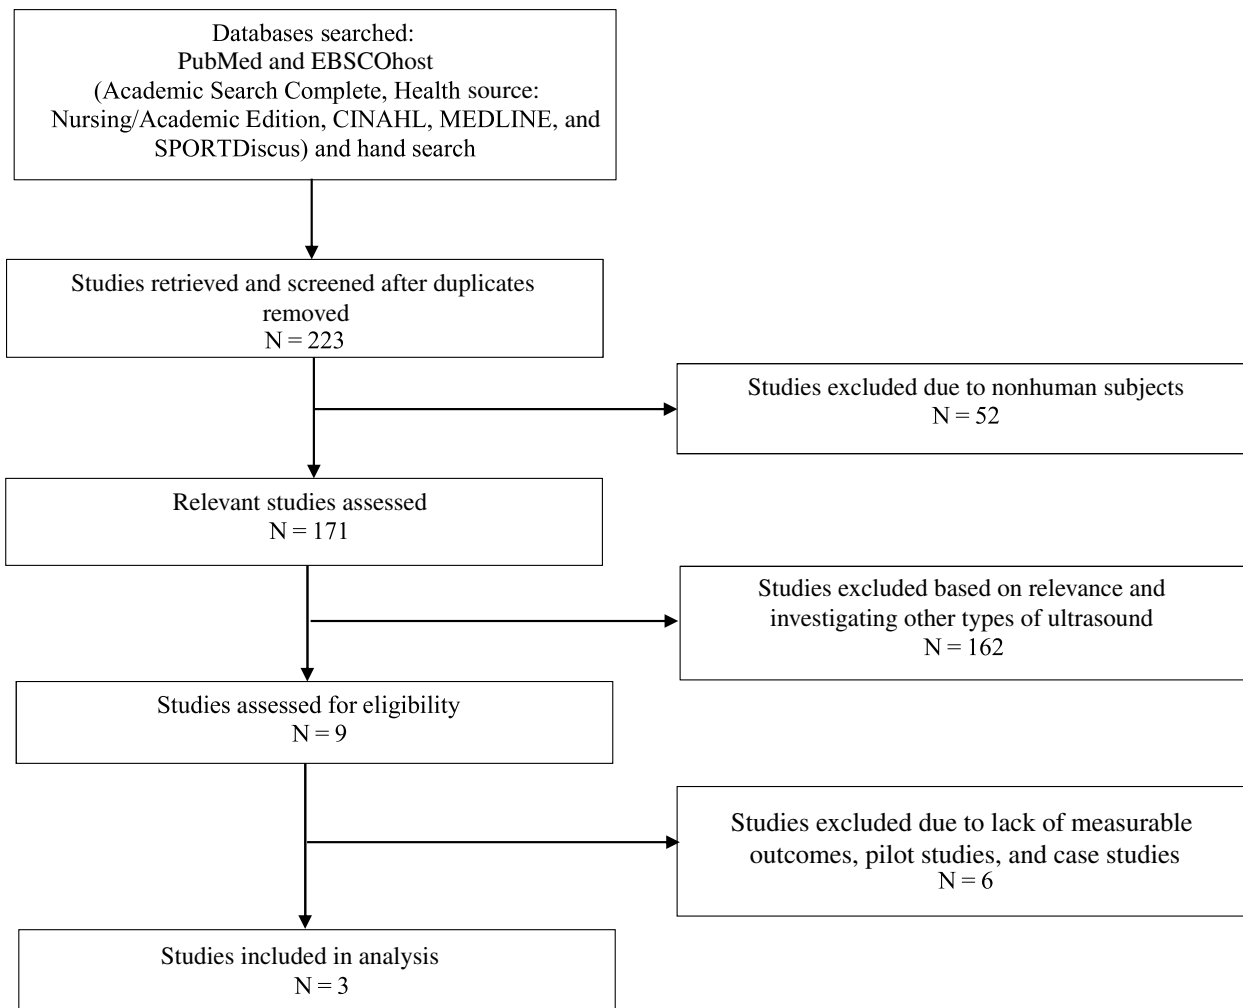 Databases searched:
PubMed and EBSCOhost
(Academic Search Complete, Health source:
Nursing/Academic Edition, CINAHL, MEDLINE, and
SPORTDiscus) and hand search
Studies retrieved and screened after duplicates
removed
N = 223
Studies excluded due to nonhuman subjects
N = 52
Relevant studies assessed
N = 171
Studies excluded based on relevance and
investigating other types of ultrasound
N = 162
Studies assessed for eligibility
N = 9
Studies excluded due to lack of measurable
outcomes, pilot studies, and case studies
N = 6
Studies included in analysis
N = 3